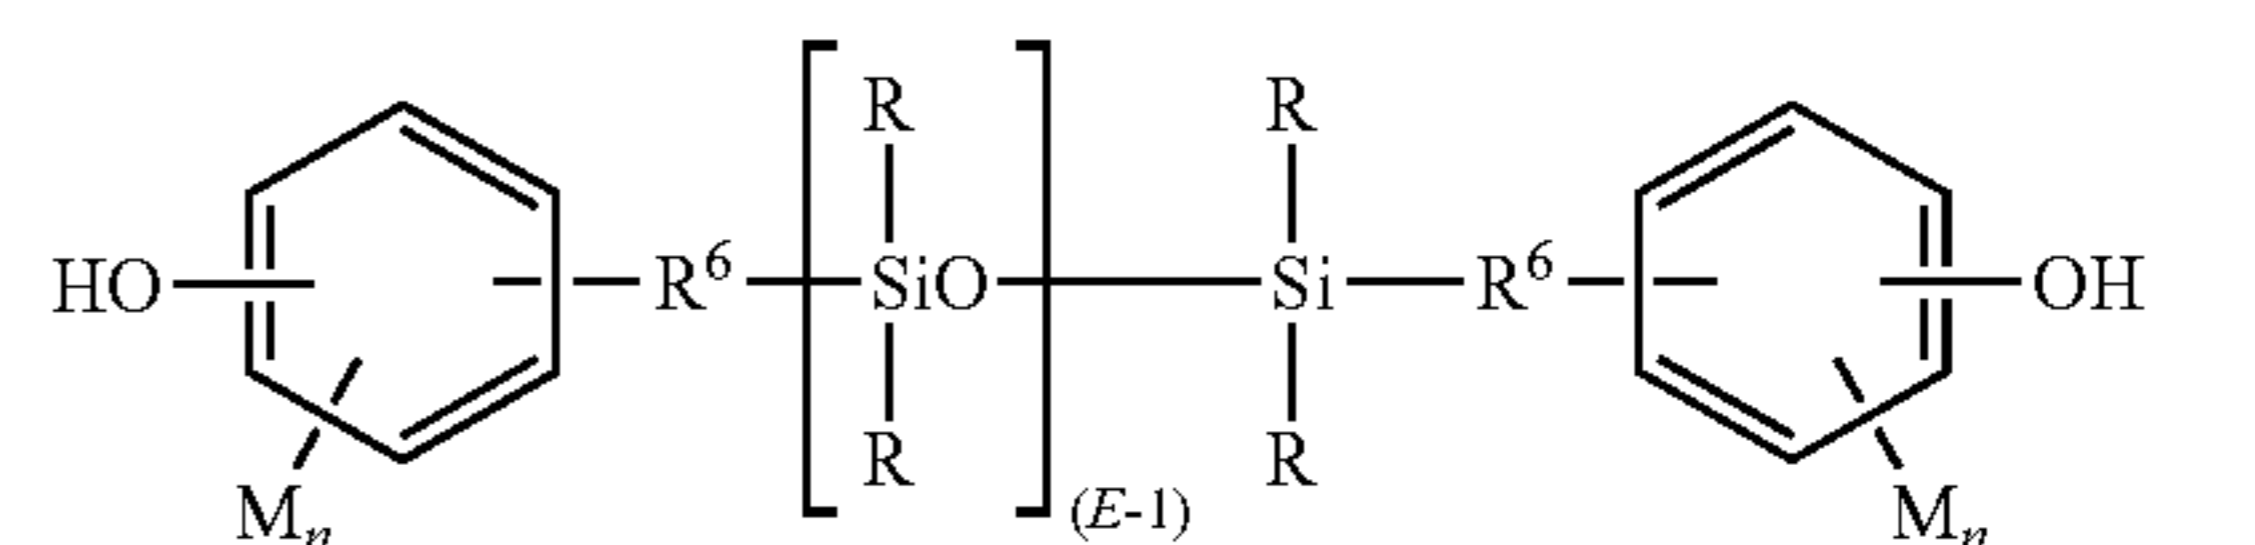 R R
HO R⁶ SiO Si R⁶ OH
R R
Mₙ (E-1) Mₙ